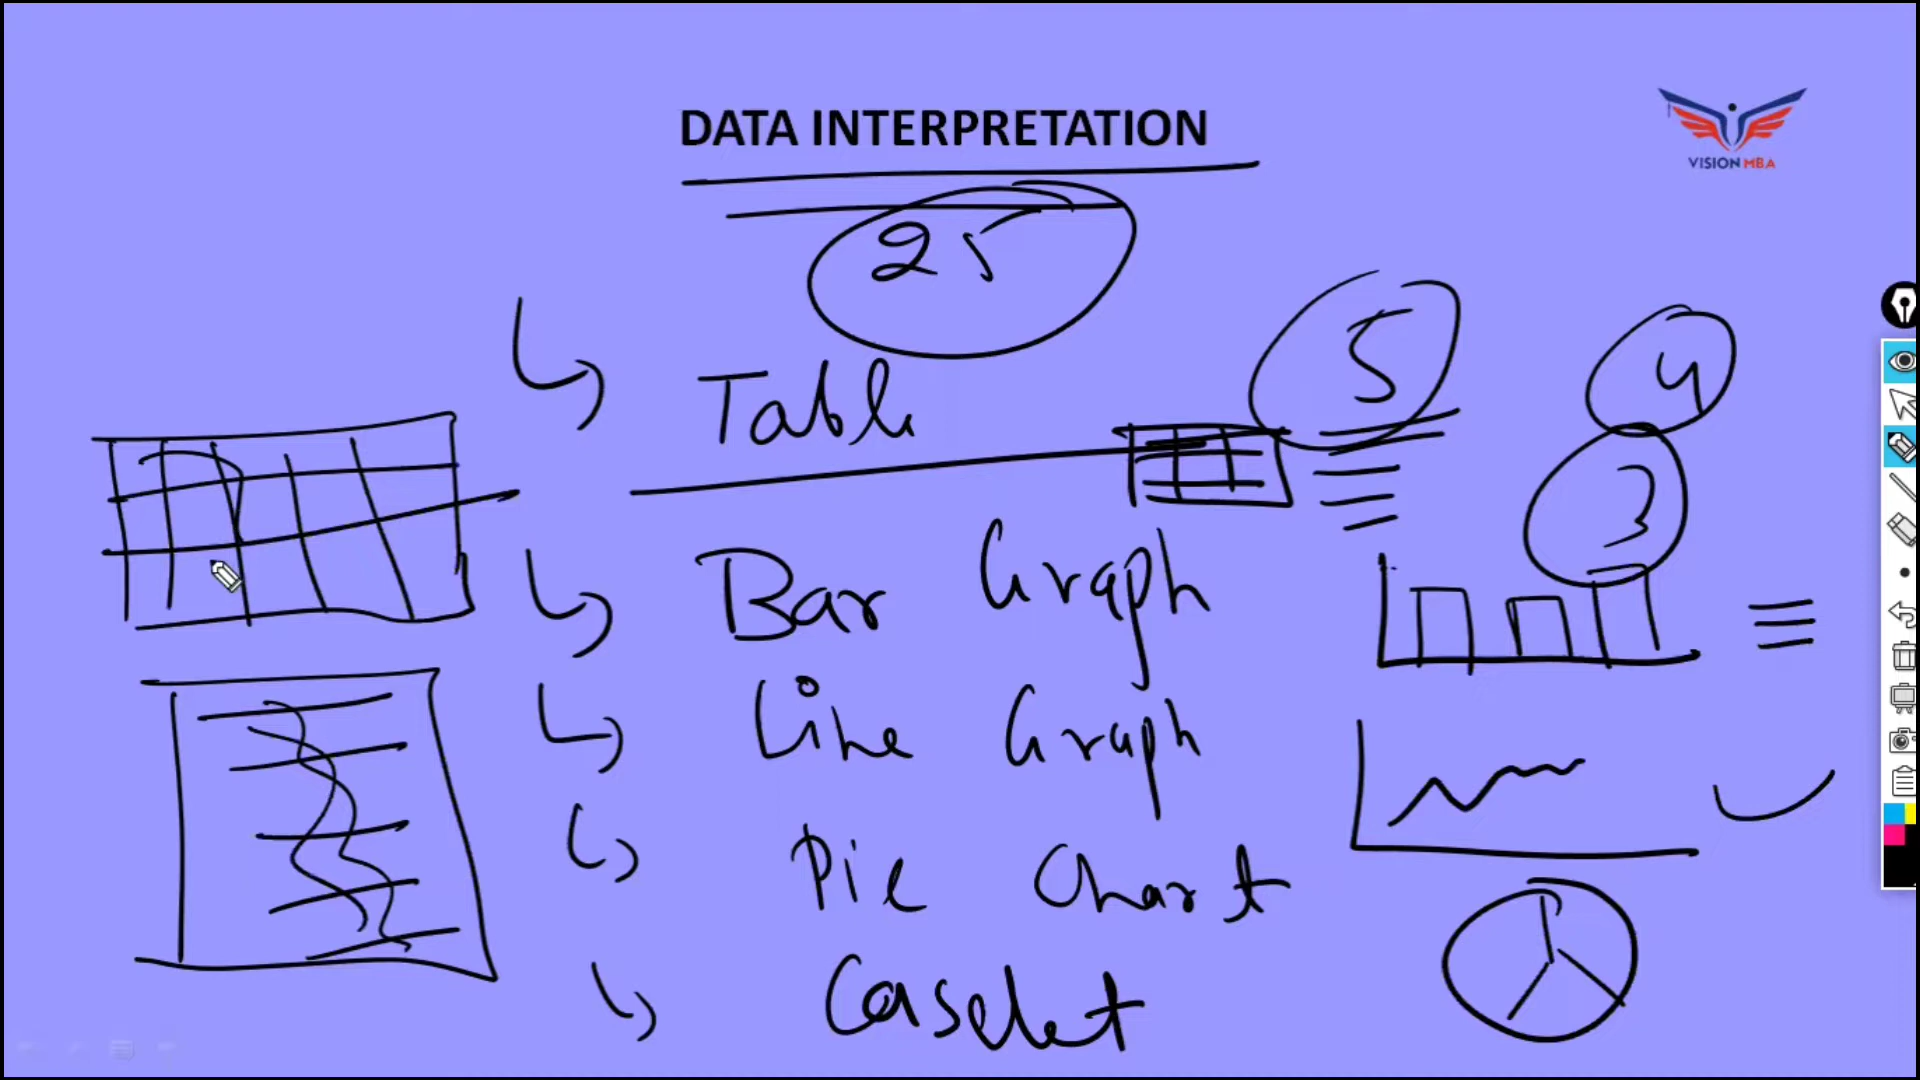 DATA INTERPRETATION
VISION MBA
25
5
4
Table
3
Bar Graph
Line Graph
Pie Chart
Caselet